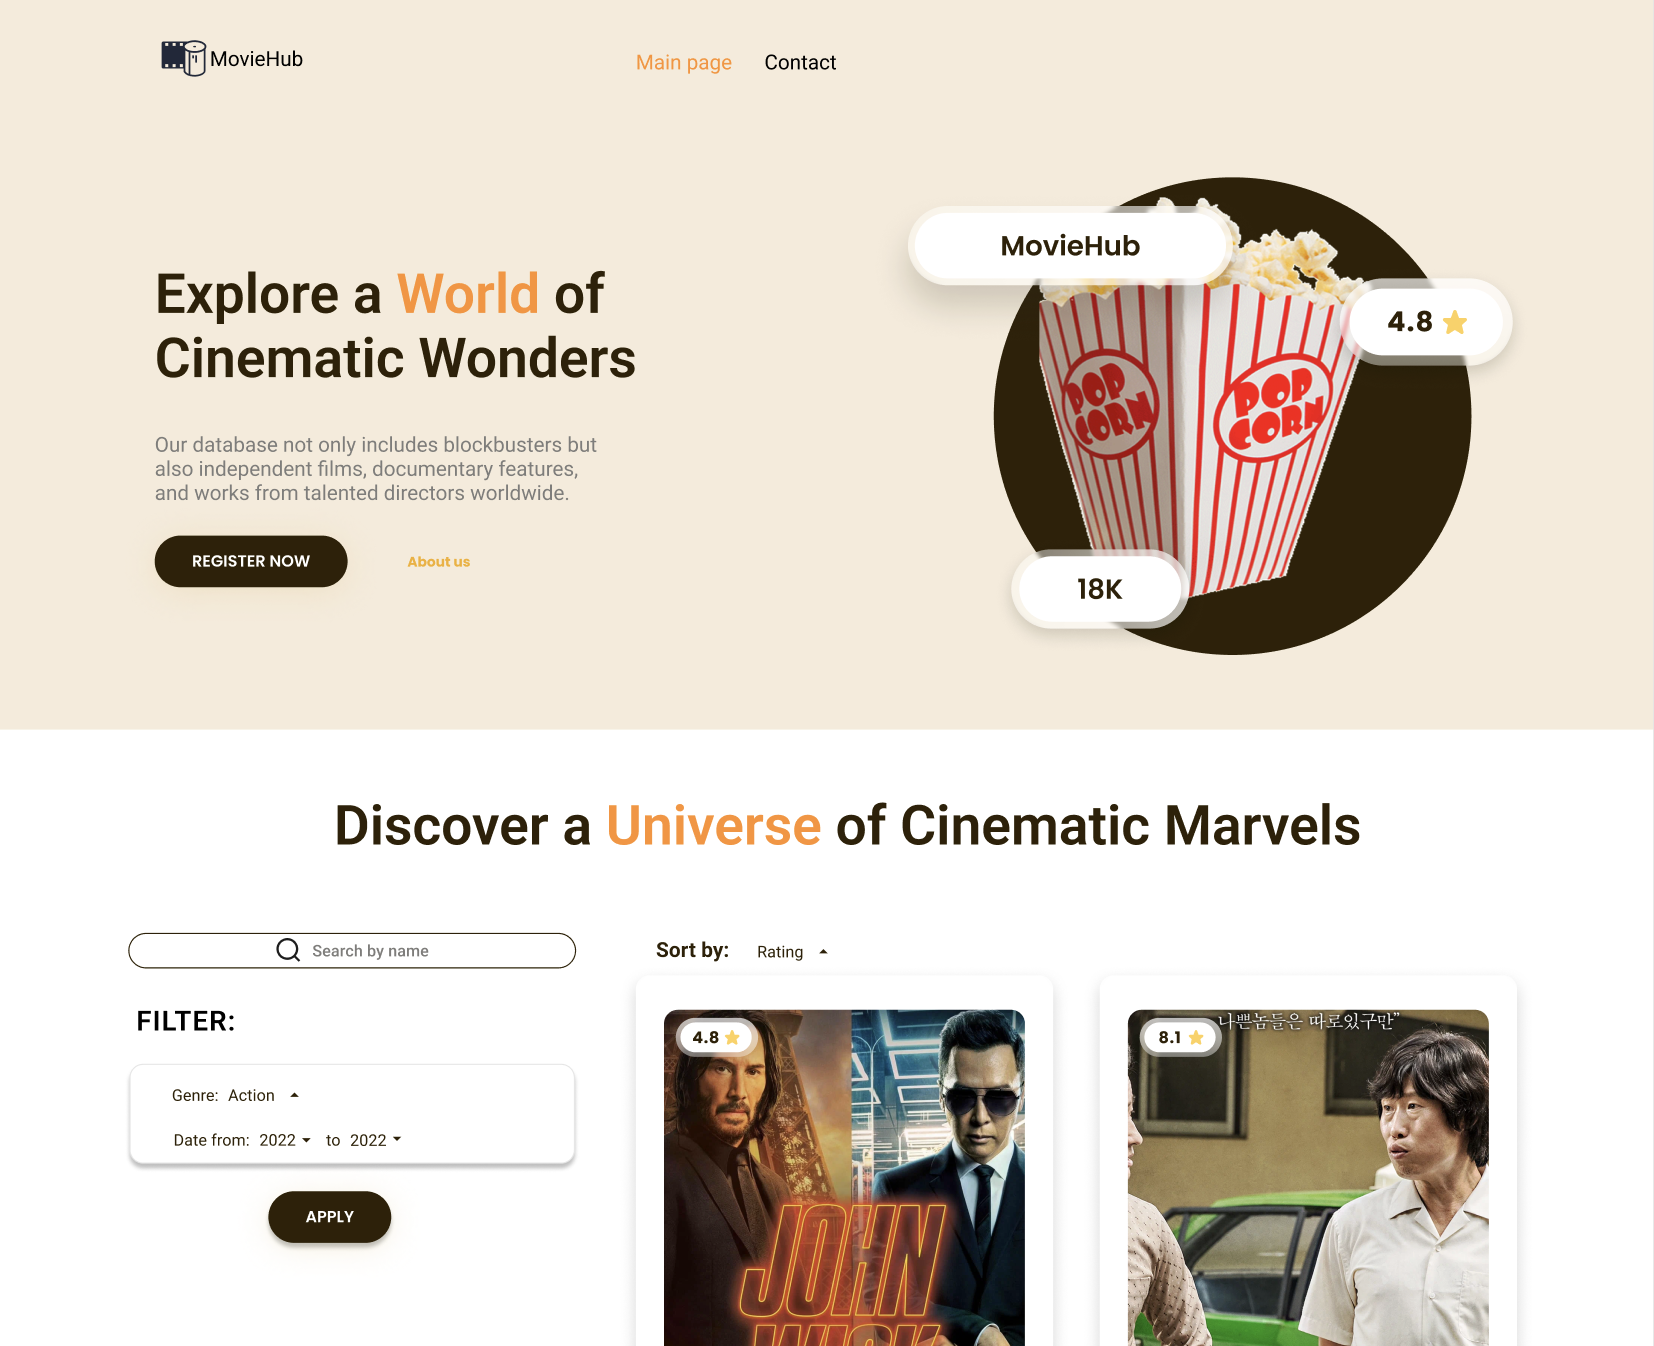 MovieHub
Main page Contact
Explore a World of
Cinematic Wonders
Our database not only includes blockbusters but
also independent films, documentary features,
and works from talented directors worldwide.
REGISTER NOW About us
MovieHub
4.8
POP
CORN
POP
CORN
18K
Discover a Universe of Cinematic Marvels
Search by name
FILTER:
Genre: Action
Date from: 2022 to 2022
APPLY
Sort by: Rating
4.8
JOHN
WICK
8.1
나쁜놈들은 따로있구만”